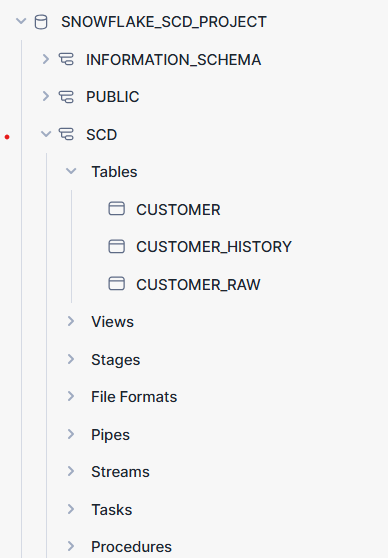 SNOWFLAKE_SCD_PROJECT
INFORMATION_SCHEMA
PUBLIC
SCD
Tables
CUSTOMER
CUSTOMER_HISTORY
CUSTOMER_RAW
Views
Stages
File Formats
Pipes
Streams
Tasks
Procedures